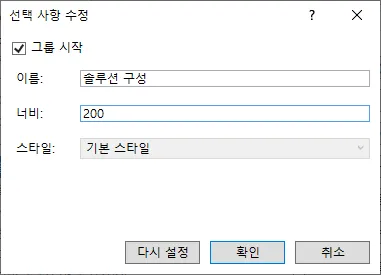 선택 사항 수정
그룹 시작
이름: 솔루션 구성
너비: 200
스타일: 기본 스타일
다시 설정 확인 취소